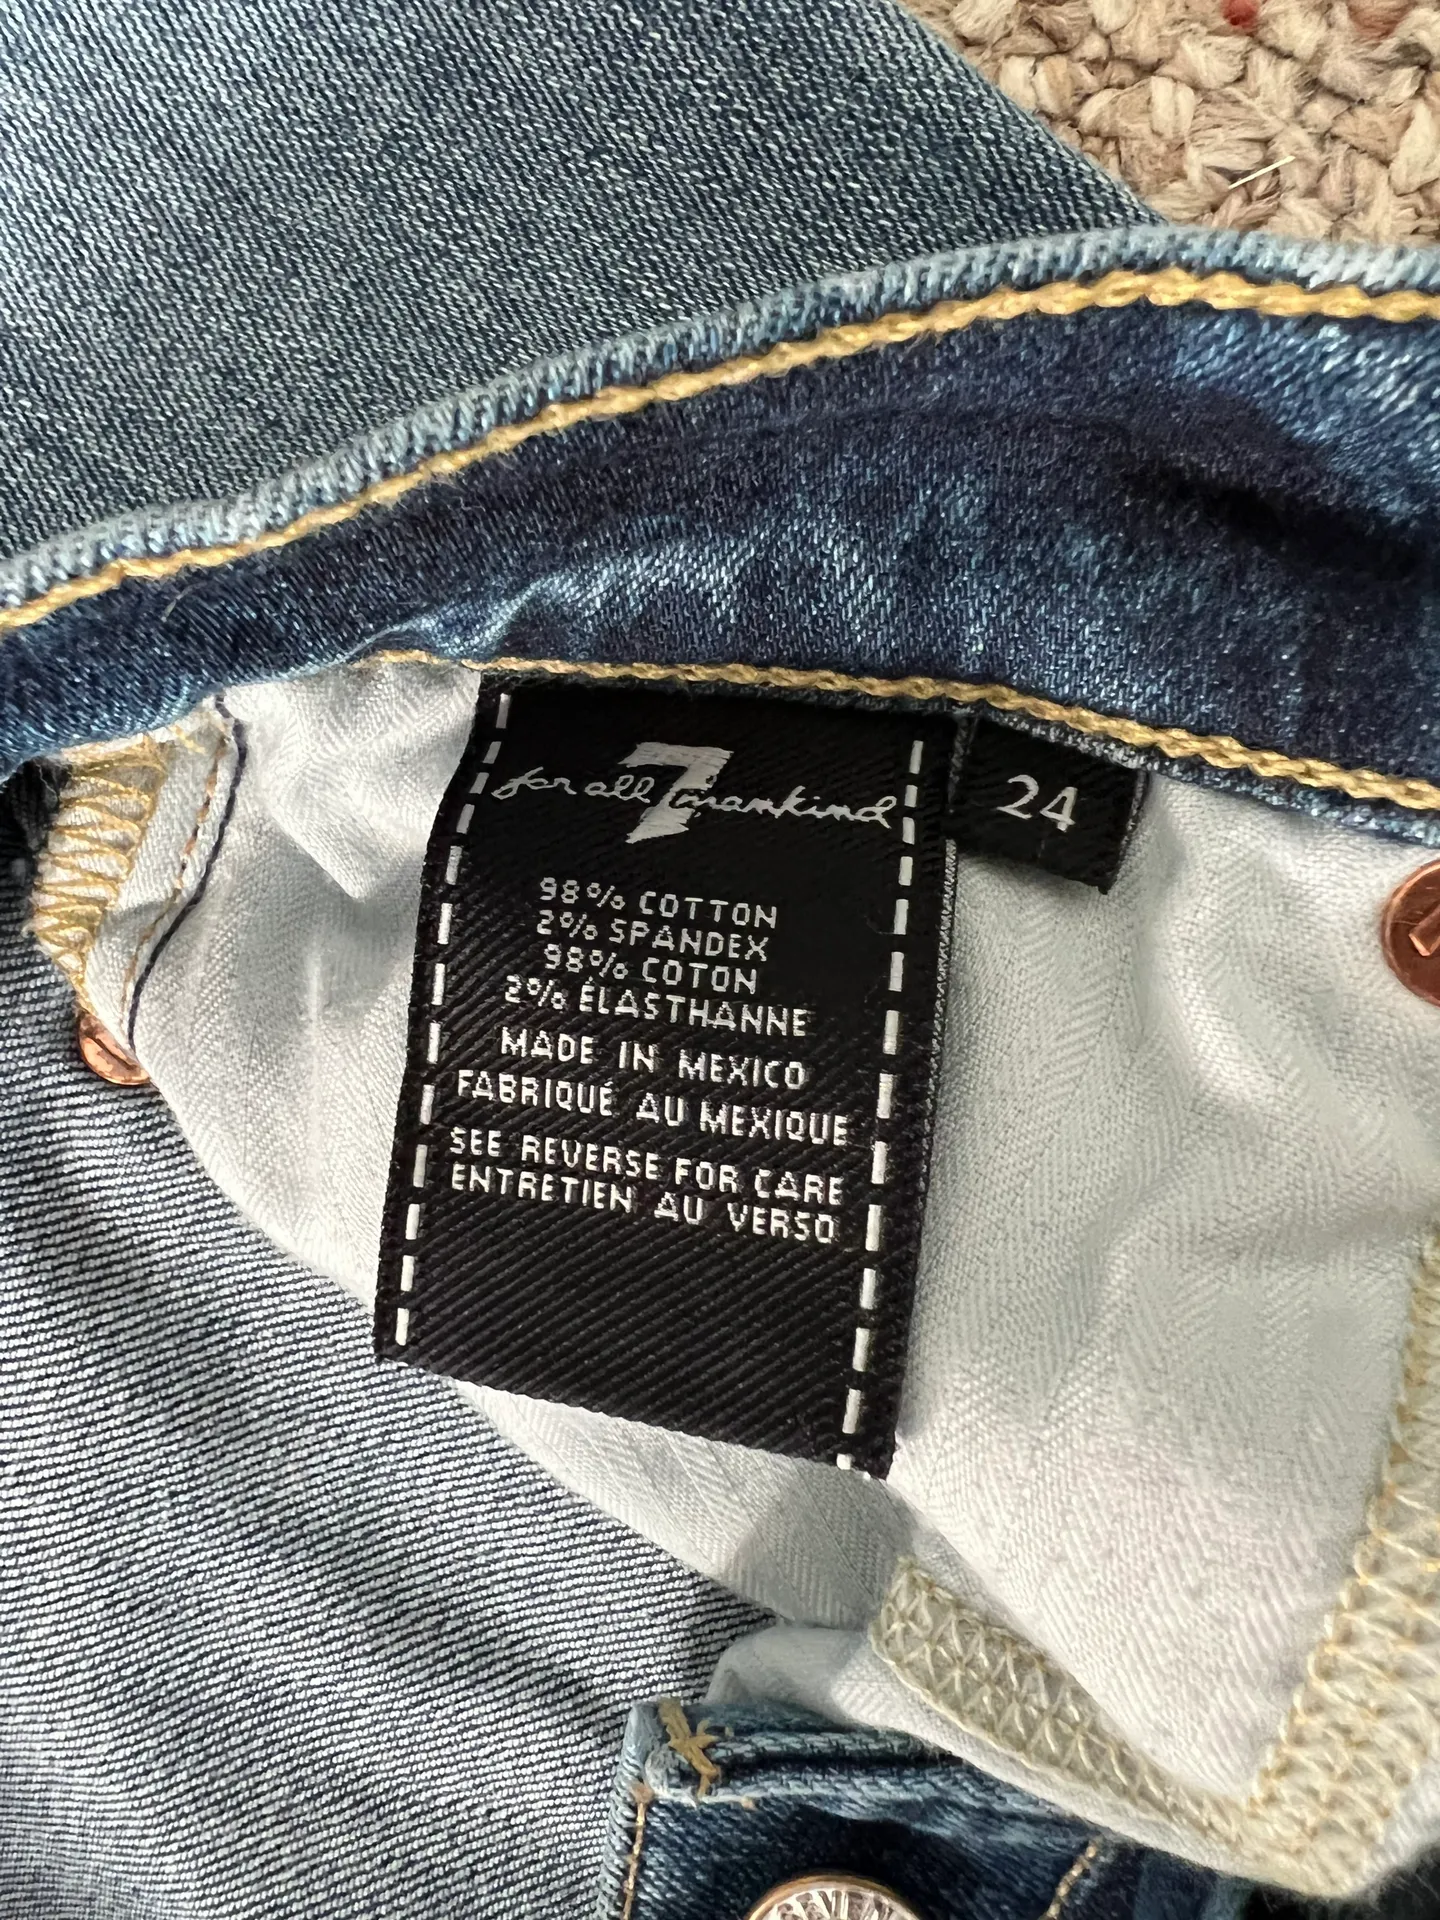 for all 7 mankind
24
98% COTTON
2% SPANDEX
98% COTON
2% ÉLASTHANNE
MADE IN MEXICO
FABRIQUÉ AU MEXIQUE
SEE REVERSE FOR CARE
ENTRETIEN AU VERSO